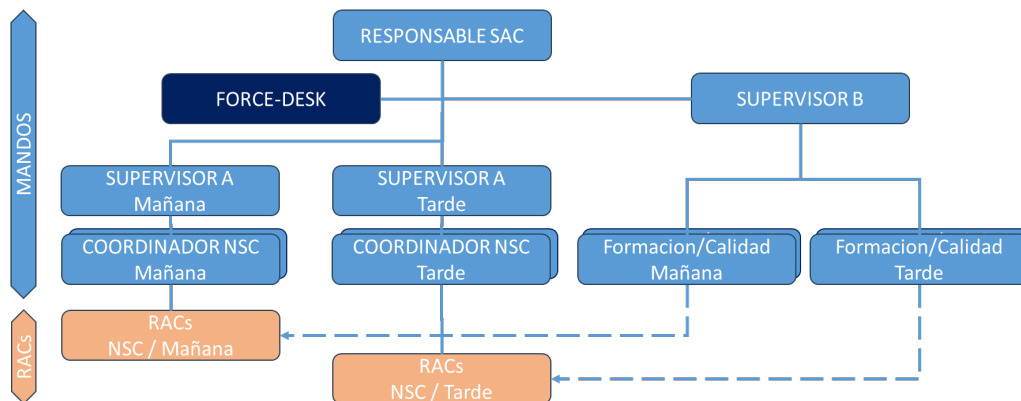 RESPONSABLE SAC
FORCE-DESK
SUPERVISOR B
MANDOS
SUPERVISOR A
Mañana
SUPERVISOR A
Tarde
COORDINADOR NSC
Mañana
COORDINADOR NSC
Tarde
Formacion/Calidad
Mañana
Formacion/Calidad
Tarde
RACs
RACs
NSC / Mañana
RACs
NSC / Tarde